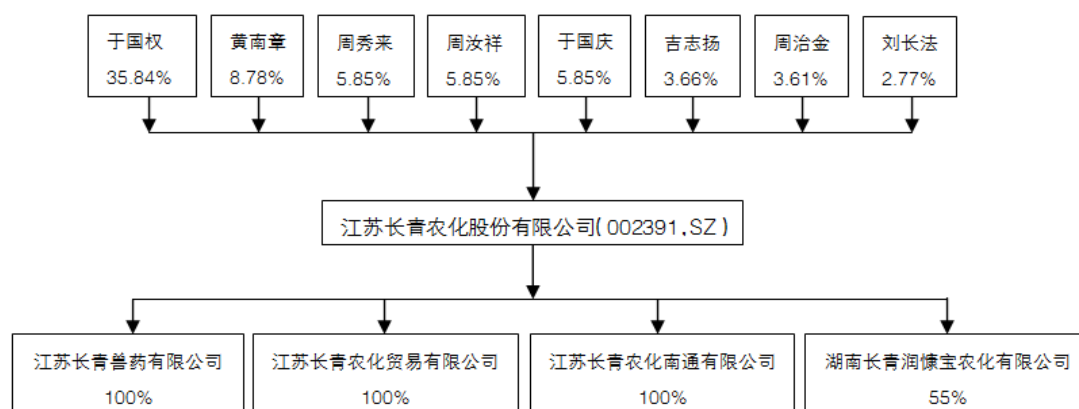 于国权
35.84%
黄南章
8.78%
周秀来
5.85%
周汝祥
5.85%
于国庆
5.85%
吉志扬
3.66%
周治金
3.61%
刘长法
2.77%
江苏长青农化股份有限公司(002391.SZ)
江苏长青兽药有限公司
100%
江苏长青农化贸易有限公司
100%
江苏长青农化南通有限公司
100%
湖南长青润慷宝农化有限公司
55%